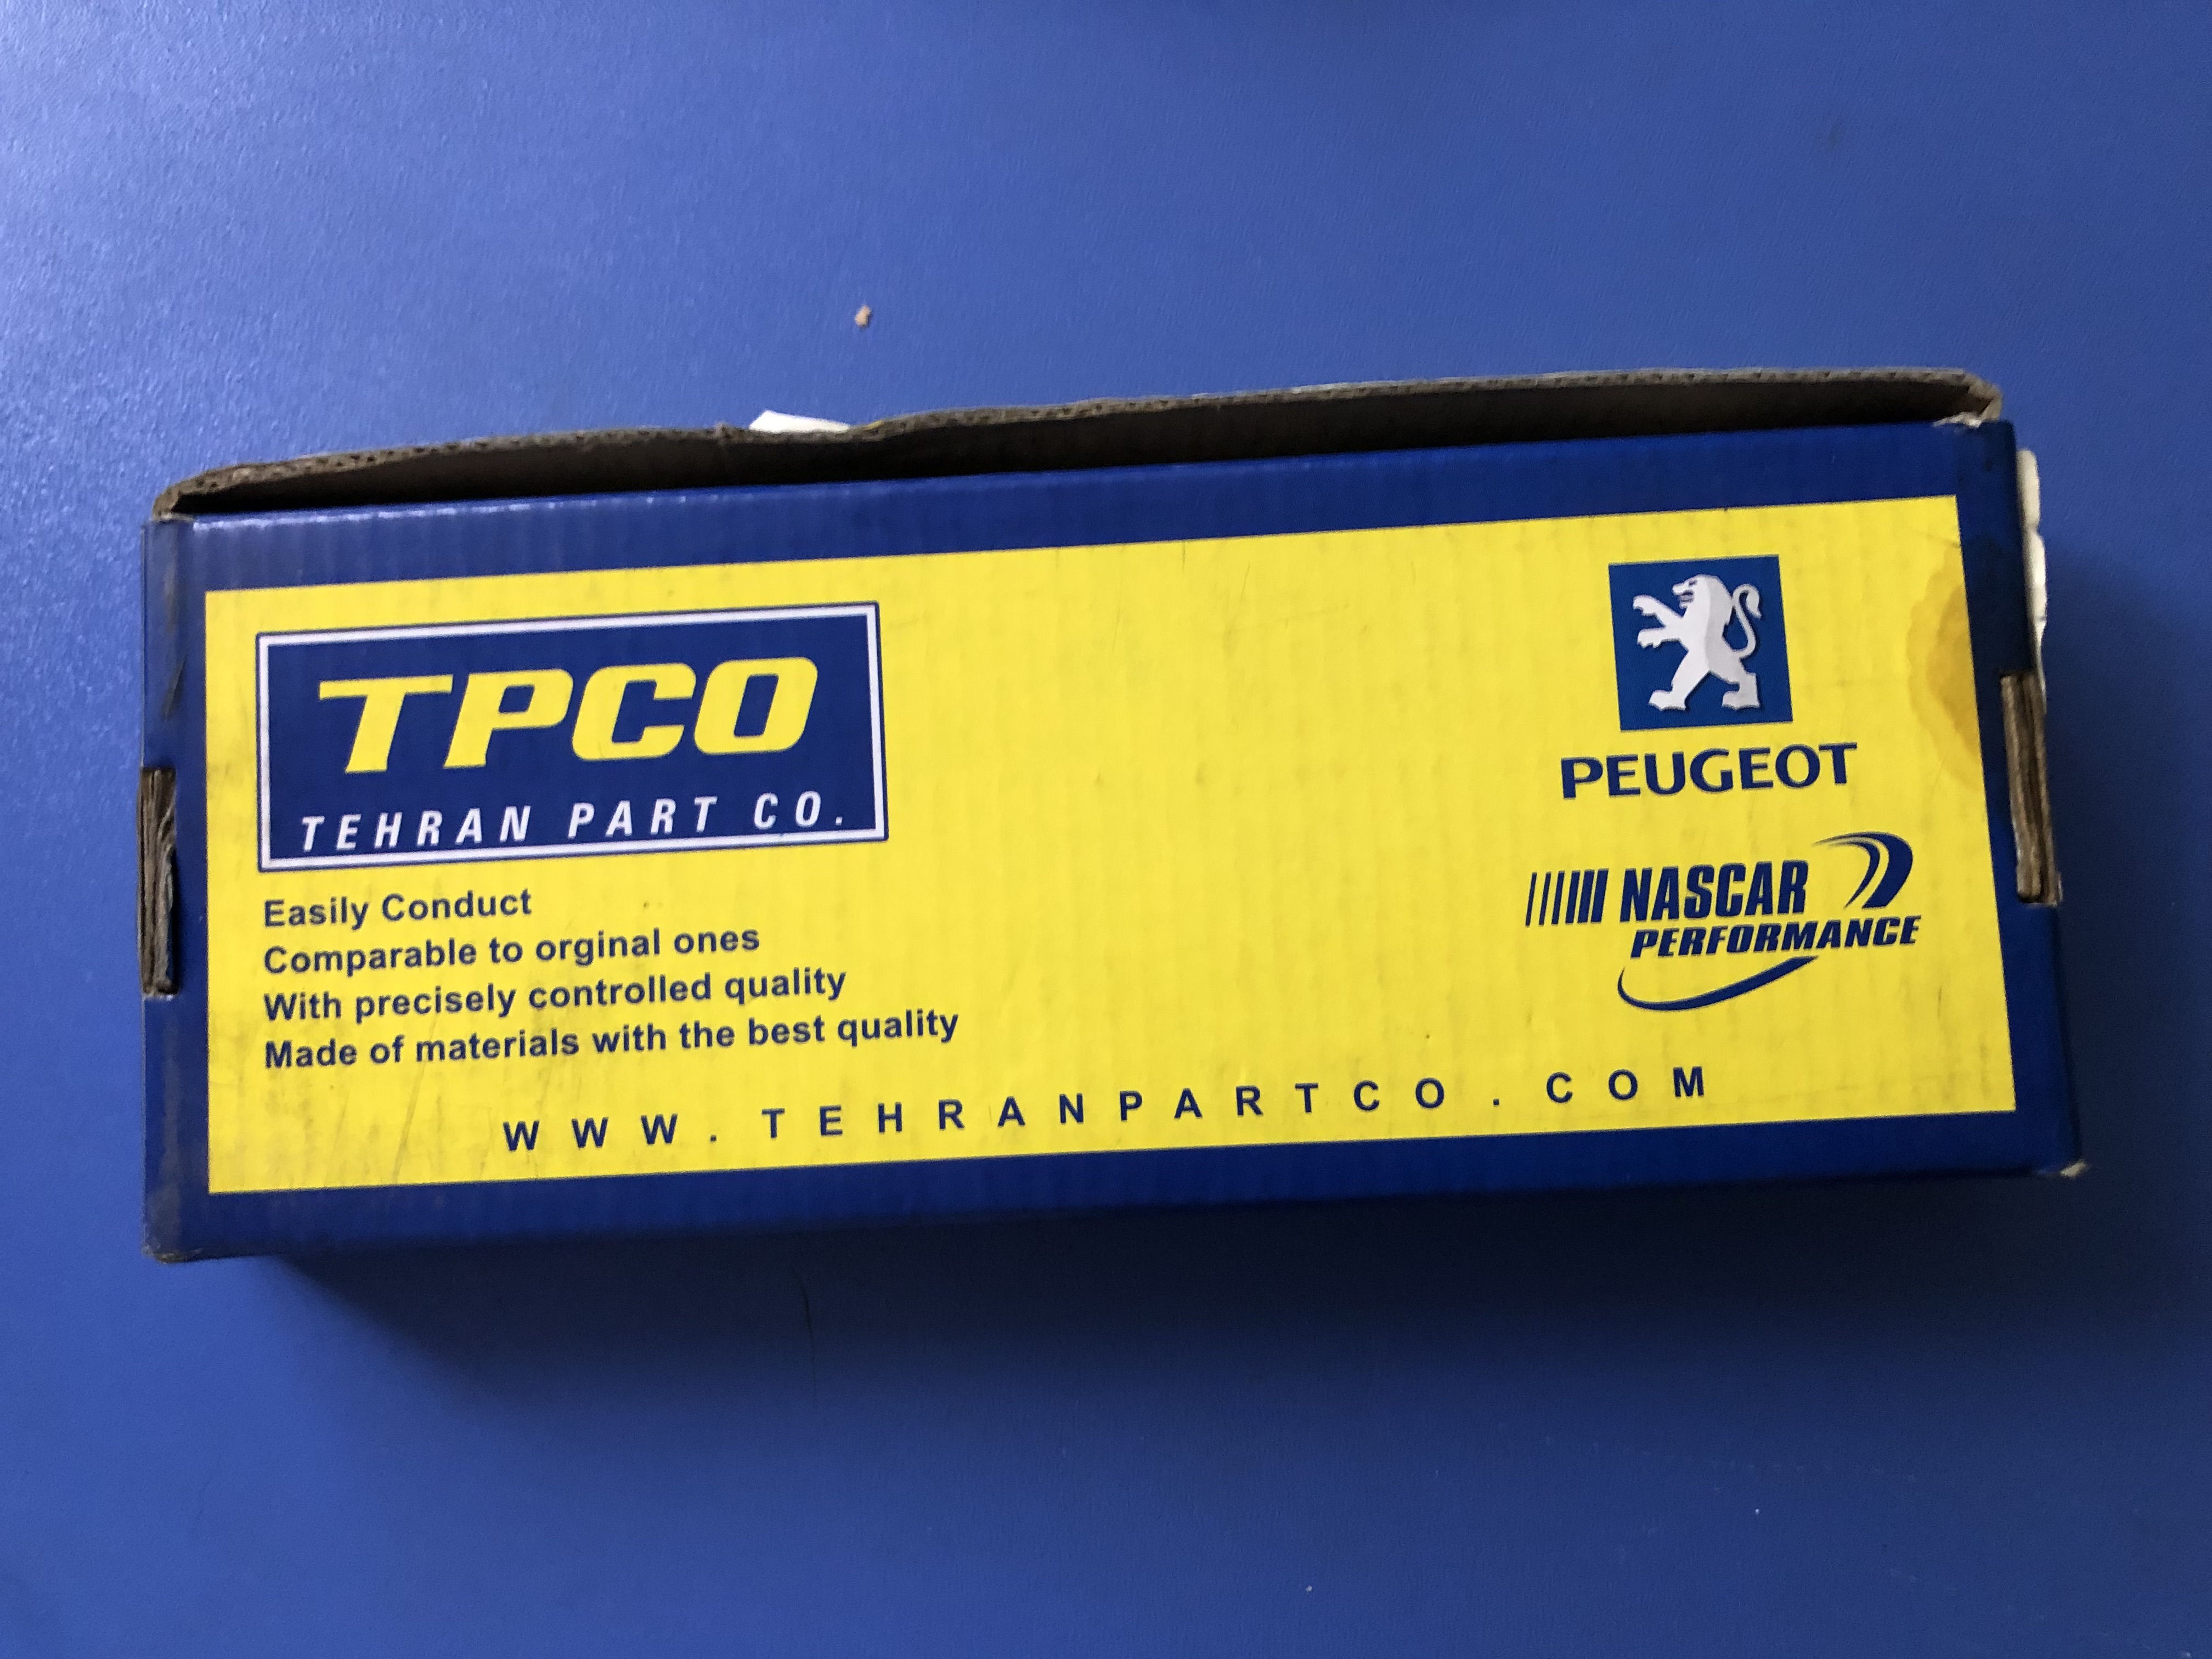 TPCO
TEHRAN PART CO.
Easily Conduct
Comparable to orginal ones
With precisely controlled quality
Made of materials with the best quality
PEUGEOT
NASCAR
PERFORMANCE
WWW.TEHRANPARTCO.COM